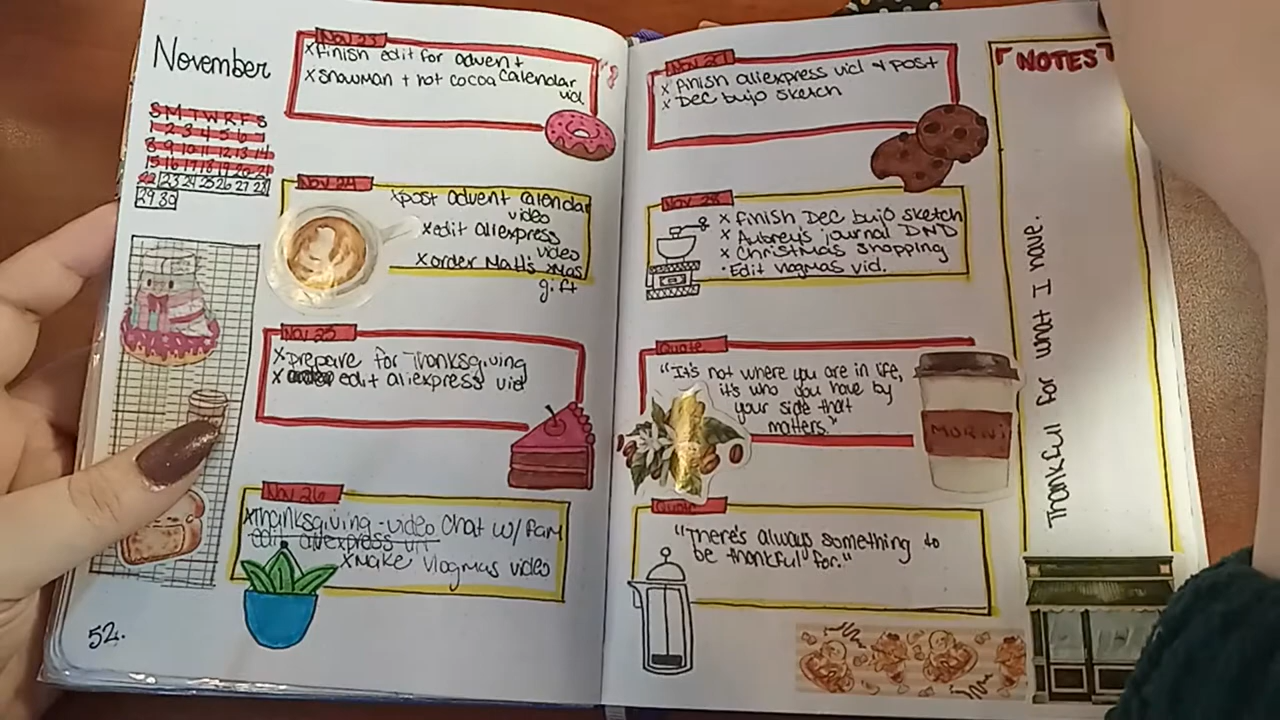 November
S M T W R F S
1 2 3 4 5 6 7
8 9 10 11 12 13 14
15 16 17 18 19 20 21
22 23 24 25 26 27 28
29 30
52.
Nov 23
x Finish edit for advent
x snowman + hot cocoa calendar
vid
Nov 24
x post advent calendar
video
x edit aliexpress
video
x order Matt's xmas
gift
Nov 25
x Prepare for Thanksgiving
x edit aliexpress vid
Nov 26
x Thanksgiving - video chat w/ fam
edit aliexpress vid
x Make vlogmas video
Nov 27
x Finish aliexpress vid + post
x Dec bujo sketch
Nov 28
x Finish Dec bujo sketch
x Aubrey's journal DND
x Christmas shopping
• Edit vlogmas vid.
Quote
"It's not where you are in life,
it's who you have by
your side that
matters."
MORNI
Quote
"There's always something to
be thankful for."
NOTES
Thankful for what I have.